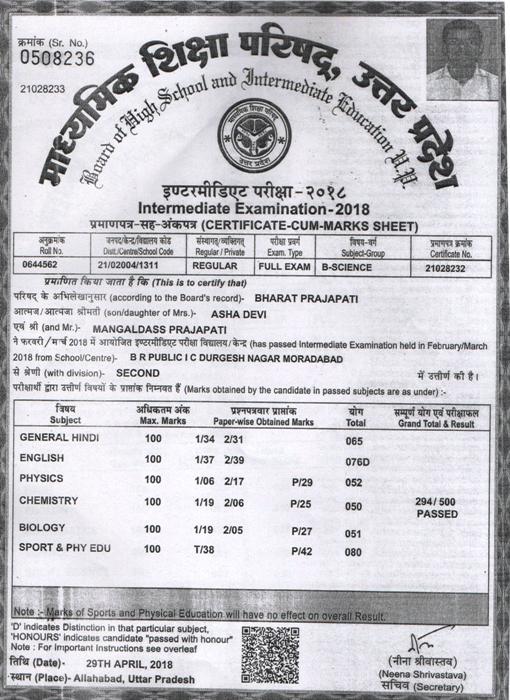 क्रमांक (Sr. No.)
0508236
21028233
माध्यमिक शिक्षा परिषद, उत्तर प्रदेश
Board of High School and Intermediate Education U.P.
माध्यमिक शिक्षा परिषद
उत्तर प्रदेश
इण्टरमीडिएट परीक्षा-२०१८
Intermediate Examination-2018
प्रमाणपत्र-सह-अंकपत्र (CERTIFICATE-CUM-MARKS SHEET)
अनुक्रमांक जनपद/केन्द्र/विद्यालय कोड संस्थागत/व्यक्तिगत परीक्षा प्रवर्ग विषय-वर्ग प्रमाणपत्र क्रमांक
Roll No. Distt./Centre/School Code Regular / Private Exam. Type Subject-Group Certificate No.
0644562 21/02004/1311 REGULAR FULL EXAM B-SCIENCE 21028232
प्रमाणित किया जाता है कि (This is to certify that)
परिषद के अभिलेखानुसार (according to the Board's record)- BHARAT PRAJAPATI
आत्मज/आत्मजा श्रीमती (son/daughter of Mrs.)- ASHA DEVI
एवं श्री (and Mr.)- MANGALDASS PRAJAPATI
ने फरवरी/मार्च 2018 में आयोजित इण्टरमीडिएट परीक्षा विद्यालय/केन्द्र (has passed Intermediate Examination held in February/March
2018 from School/Centre)- B R PUBLIC I C DURGESH NAGAR MORADABAD
से श्रेणी (with division)- SECOND में उत्तीर्ण की है।
परीक्षार्थी द्वारा उत्तीर्ण विषयों के प्राप्तांक निम्नवत हैं (Marks obtained by the candidate in passed subjects are as under) :-
विषय अधिकतम अंक प्रश्नपत्रवार प्राप्तांक योग सम्पूर्ण योग एवं परीक्षाफल
Subject Max. Marks Paper-wise Obtained Marks Total Grand Total & Result
GENERAL HINDI 100 1/34 2/31 065
ENGLISH 100 1/37 2/39 076D
PHYSICS 100 1/06 2/17 P/29 052
CHEMISTRY 100 1/19 2/06 P/25 050 294/500
PASSED
BIOLOGY 100 1/19 2/05 P/27 051
SPORT & PHY EDU 100 T/38 P/42 080
Note :- Marks of Sports and Physical Education will have no effect on overall Result.
'D' indicates Distinction in that particular subject,
'HONOURS' indicates candidate "passed with honour"
Note : For Important Instructions see overleaf
तिथि (Date)- 29TH APRIL, 2018
स्थान (Place)- Allahabad, Uttar Pradesh
(नीना श्रीवास्तव)
(Neena Shrivastava)
सचिव (Secretary)